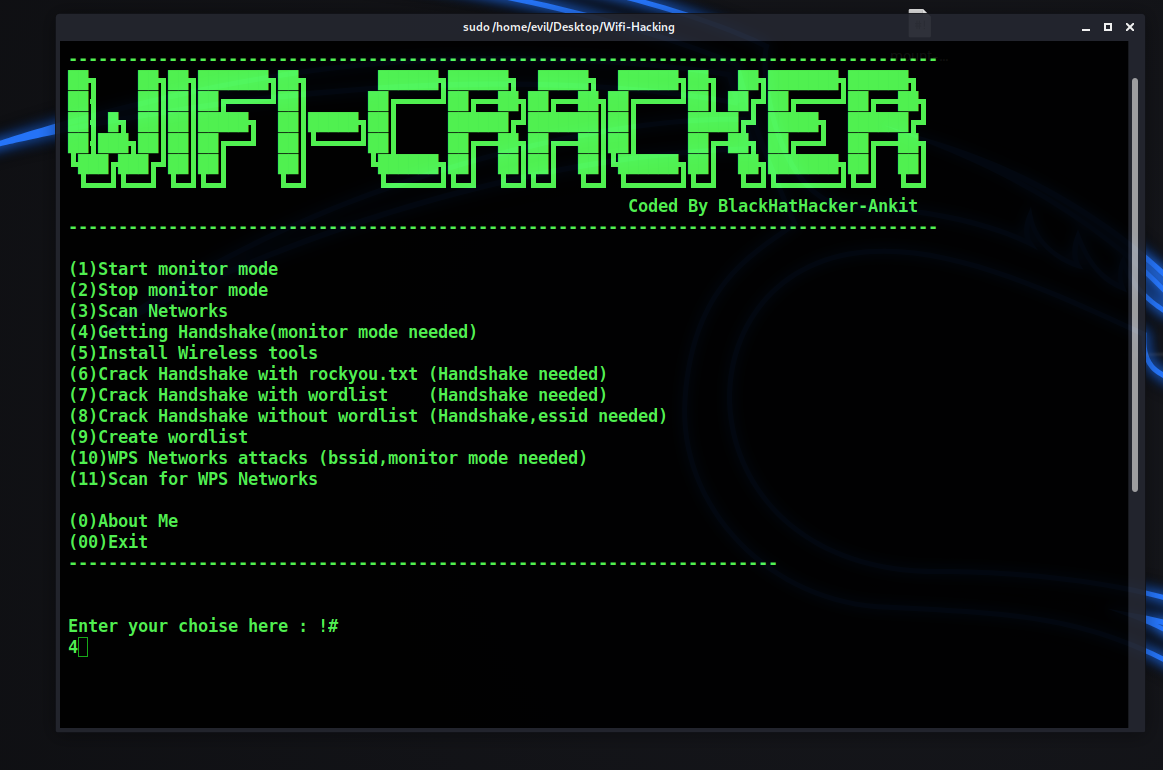 sudo /home/evil/Desktop/Wifi-Hacking
---------------------------------------------------------------------------------------
WIFI-CRACKER
Coded By BlackHatHacker-Ankit
---------------------------------------------------------------------------------------
(1)Start monitor mode
(2)Stop monitor mode
(3)Scan Networks
(4)Getting Handshake(monitor mode needed)
(5)Install Wireless tools
(6)Crack Handshake with rockyou.txt (Handshake needed)
(7)Crack Handshake with wordlist    (Handshake needed)
(8)Crack Handshake without wordlist (Handshake,essid needed)
(9)Create wordlist
(10)WPS Networks attacks (bssid,monitor mode needed)
(11)Scan for WPS Networks
(0)About Me
(00)Exit
-----------------------------------------------------------------------
Enter your choise here : !#
4